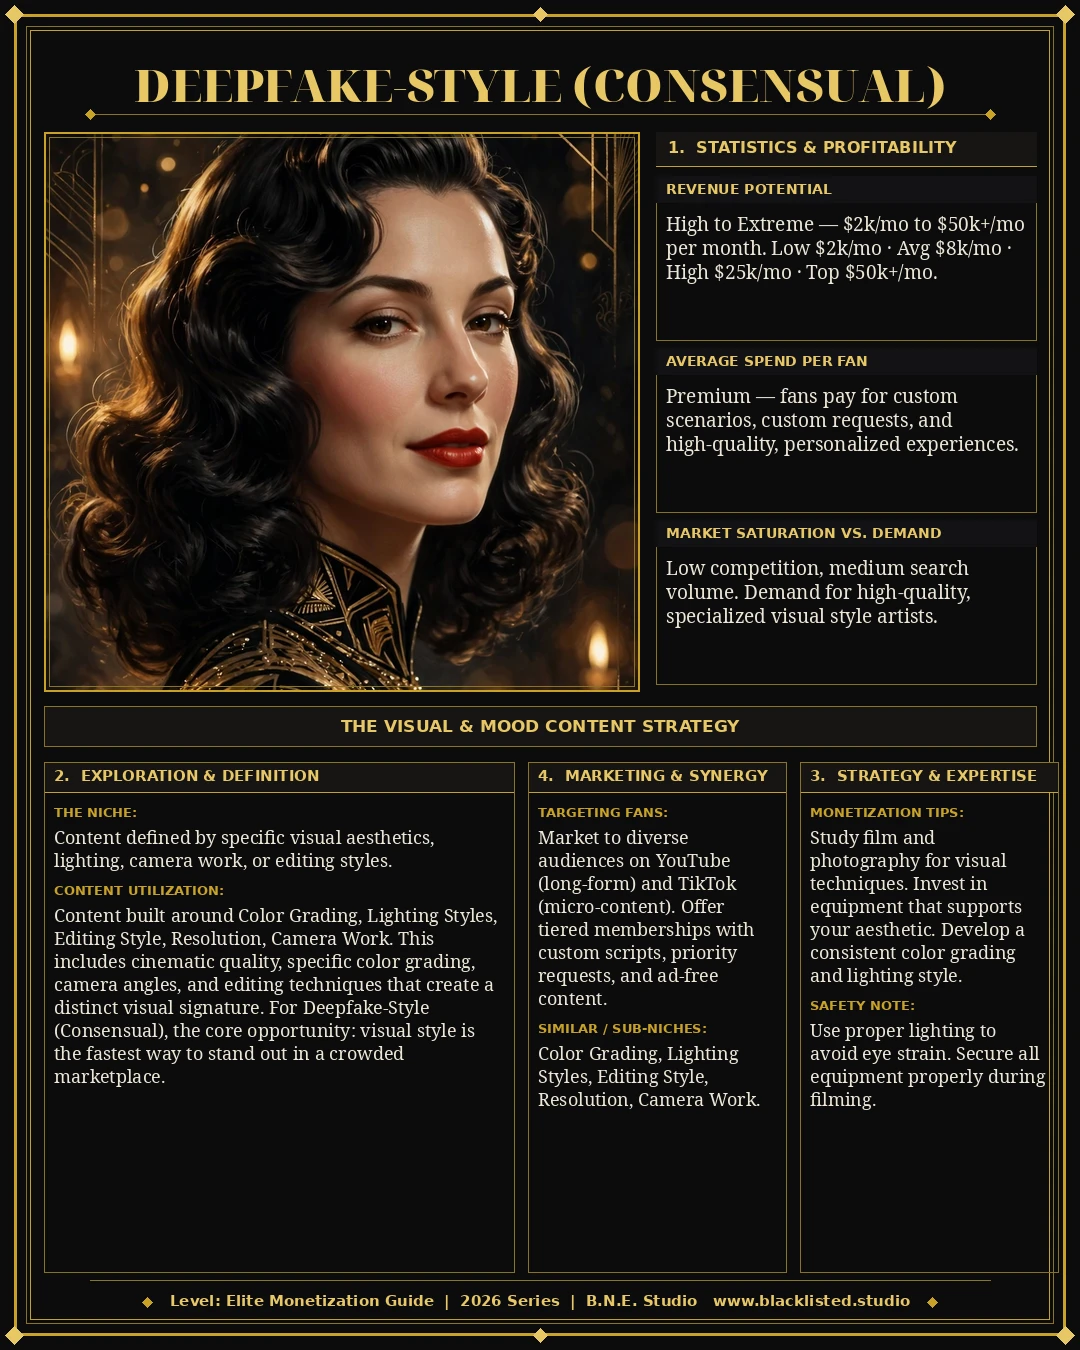 DEEPFAKE-STYLE (CONSENSUAL)
1. STATISTICS & PROFITABILITY
REVENUE POTENTIAL
High to Extreme — $2k/mo to $50k+/mo
per month. Low $2k/mo · Avg $8k/mo ·
High $25k/mo · Top $50k+/mo.
AVERAGE SPEND PER FAN
Premium — fans pay for custom
scenarios, custom requests, and
high-quality, personalized experiences.
MARKET SATURATION VS. DEMAND
Low competition, medium search
volume. Demand for high-quality,
specialized visual style artists.
THE VISUAL & MOOD CONTENT STRATEGY
2. EXPLORATION & DEFINITION
THE NICHE:
Content defined by specific visual aesthetics,
lighting, camera work, or editing styles.
CONTENT UTILIZATION:
Content built around Color Grading, Lighting Styles,
Editing Style, Resolution, Camera Work. This
includes cinematic quality, specific color grading,
camera angles, and editing techniques that create a
distinct visual signature. For Deepfake-Style
(Consensual), the core opportunity: visual style is
the fastest way to stand out in a crowded
marketplace.
4. MARKETING & SYNERGY
TARGETING FANS:
Market to diverse
audiences on YouTube
(long-form) and TikTok
(micro-content). Offer
tiered memberships with
custom scripts, priority
requests, and ad-free
content.
SIMILAR / SUB-NICHES:
Color Grading, Lighting
Styles, Editing Style,
Resolution, Camera Work.
3. STRATEGY & EXPERTISE
MONETIZATION TIPS:
Study film and
photography for visual
techniques. Invest in
equipment that supports
your aesthetic. Develop a
consistent color grading
and lighting style.
SAFETY NOTE:
Use proper lighting to
avoid eye strain. Secure all
equipment properly during
filming.
Level: Elite Monetization Guide | 2026 Series | B.N.E. Studio www.blacklisted.studio